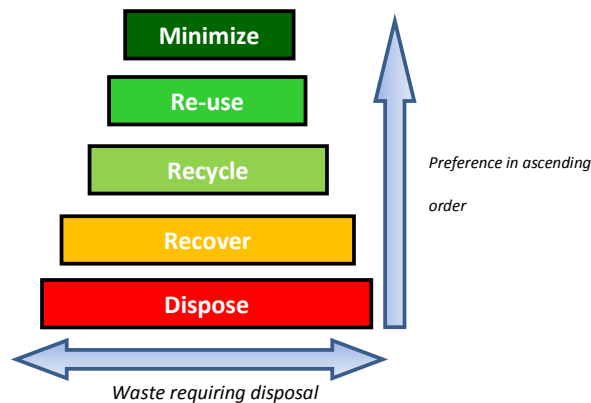 Minimize
Re-use
Recycle
Preference in ascending
order
Recover
Dispose
Waste requiring disposal